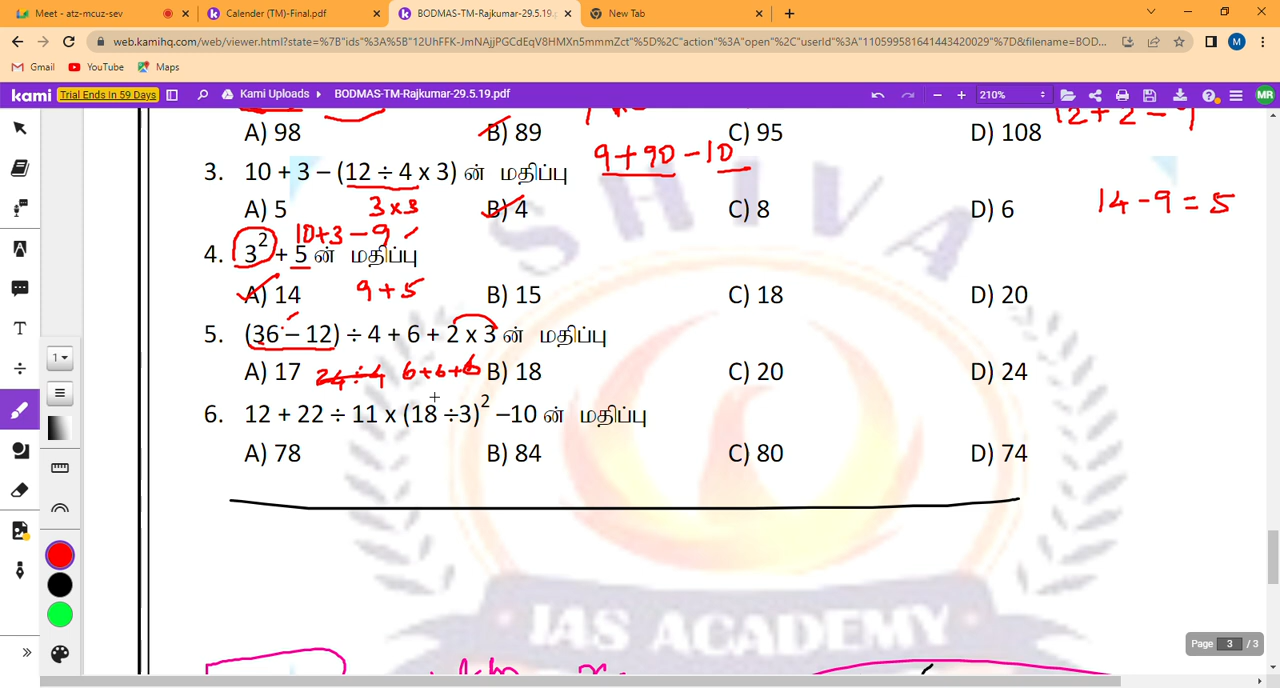 Meet - atz-mcuz-sev
Calender (TM)-Final.pdf
BODMAS-TM-Rajkumar-29.5.19.
New Tab
web.kamihq.com/web/viewer.html?state=%7B"ids"%3A%5B"12UhFFK-JmNAjjPGCdEqV8HMXn5mmmZct"%5D%2C"action"%3A"open"%2C"userId"%3A"110599581641443420029"%7D&filename=BOD...
M
Gmail
YouTube
Maps
kami
Trial Ends In 59 Days
Kami Uploads
BODMAS-TM-Rajkumar-29.5.19.pdf
210%
MR
A) 98 B) 89 C) 95 D) 108
12 + 2 - 9
9 + 90 - 10
3. 10 + 3 – (12 ÷ 4 x 3) ன் மதிப்பு
A) 5 B) 4 C) 8 D) 6
3 x 3
14 - 9 = 5
10 + 3 - 9
4. 3² + 5 ன் மதிப்பு
A) 14 B) 15 C) 18 D) 20
9 + 5
5. (36 – 12) ÷ 4 + 6 + 2 x 3 ன் மதிப்பு
A) 17 B) 18 C) 20 D) 24
24 ÷ 4 6 + 6 + 6
6. 12 + 22 ÷ 11 x (18 ÷3)² –10 ன் மதிப்பு
A) 78 B) 84 C) 80 D) 74
SHIVA
IAS ACADEMY
Page 3 / 3